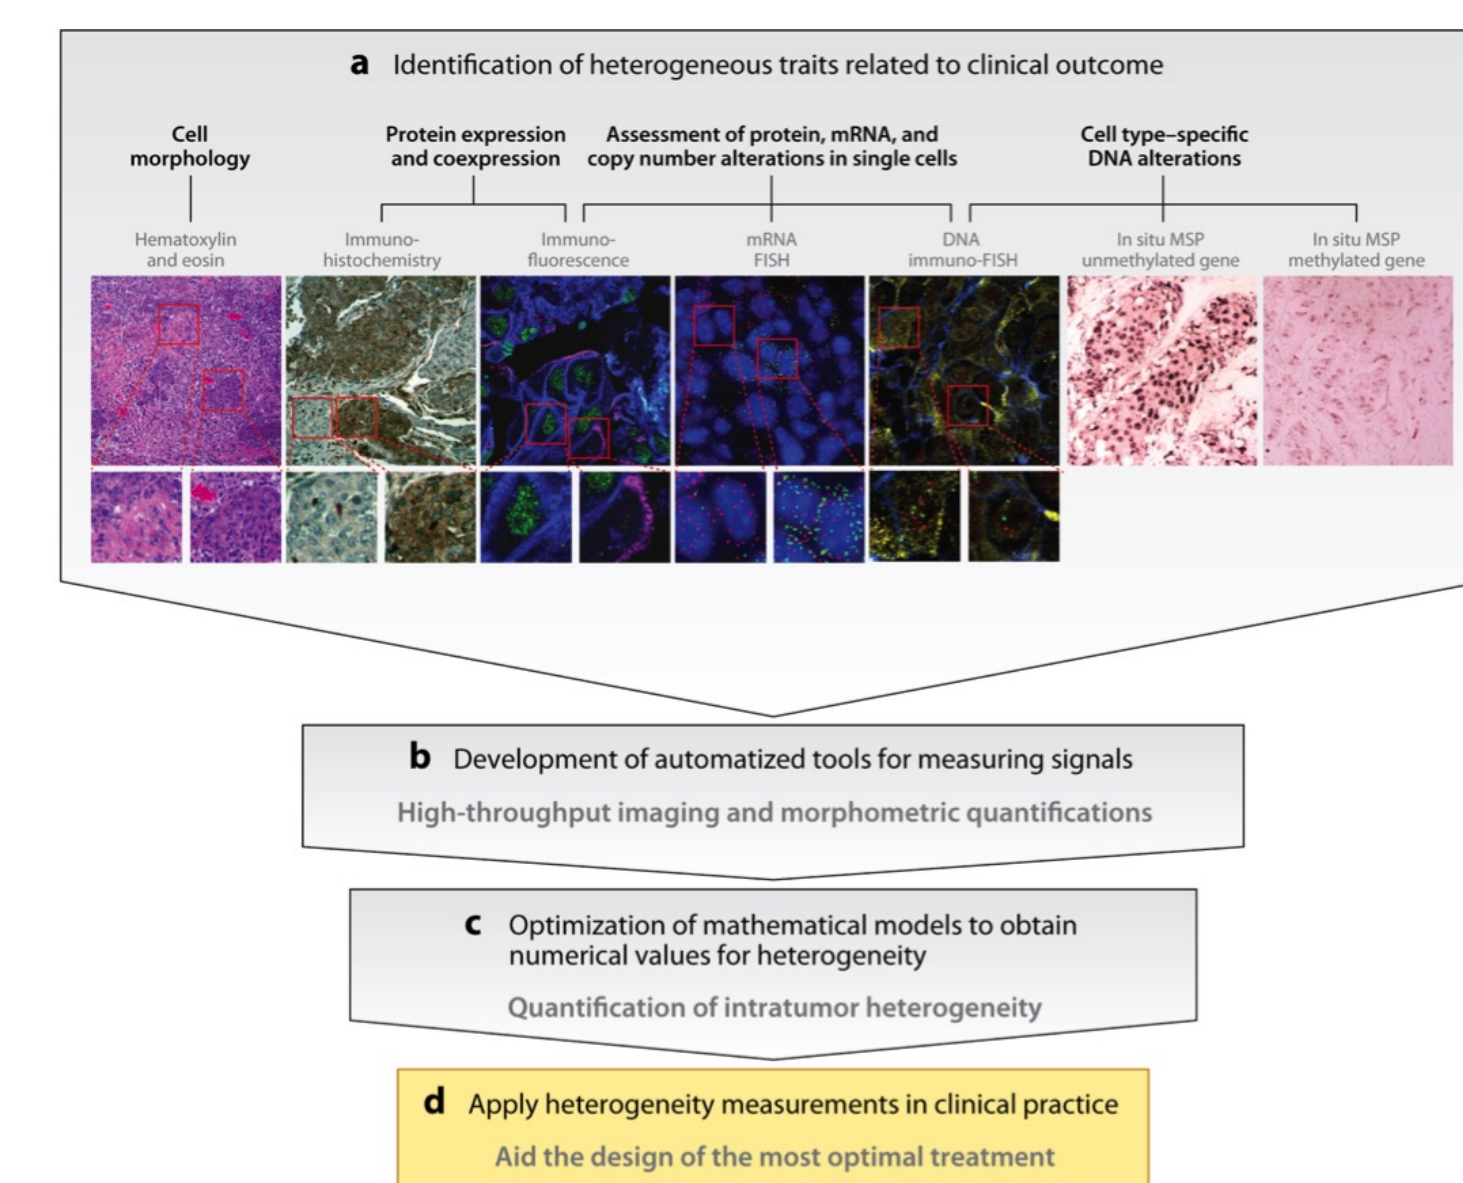 a Identification of heterogeneous traits related to clinical outcome
Cell
morphology
Protein expression
and coexpression
Assessment of protein, mRNA, and
copy number alterations in single cells
Cell type–specific
DNA alterations
Hematoxylin
and eosin
Immuno-
histochemistry
Immuno-
fluorescence
mRNA
FISH
DNA
immuno-FISH
In situ MSP
unmethylated gene
In situ MSP
methylated gene
b Development of automatized tools for measuring signals
High-throughput imaging and morphometric quantifications
c Optimization of mathematical models to obtain
numerical values for heterogeneity
Quantification of intratumor heterogeneity
d Apply heterogeneity measurements in clinical practice
Aid the design of the most optimal treatment